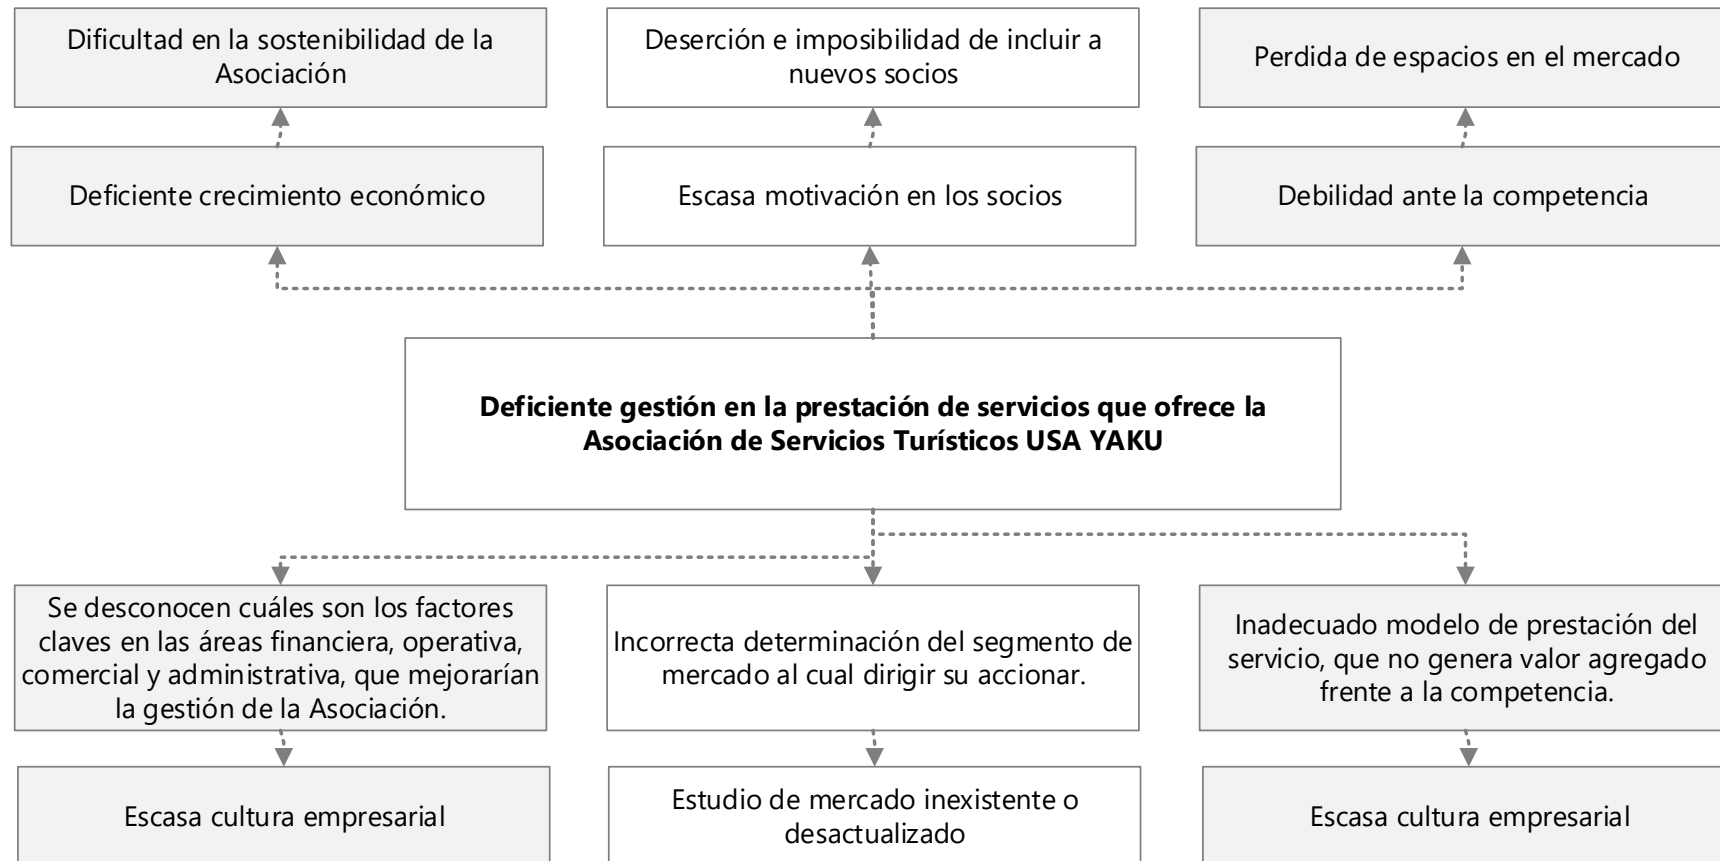 Dificultad en la sostenibilidad de la
Asociación
Deserción e imposibilidad de incluir a
nuevos socios
Perdida de espacios en el mercado
Deficiente crecimiento económico
Escasa motivación en los socios
Debilidad ante la competencia
Deficiente gestión en la prestación de servicios que ofrece la
Asociación de Servicios Turísticos USA YAKU
Se desconocen cuáles son los factores
claves en las áreas financiera, operativa,
comercial y administrativa, que mejorarían
la gestión de la Asociación.
Incorrecta determinación del segmento de
mercado al cual dirigir su accionar.
Inadecuado modelo de prestación del
servicio, que no genera valor agregado
frente a la competencia.
Escasa cultura empresarial
Estudio de mercado inexistente o
desactualizado
Escasa cultura empresarial